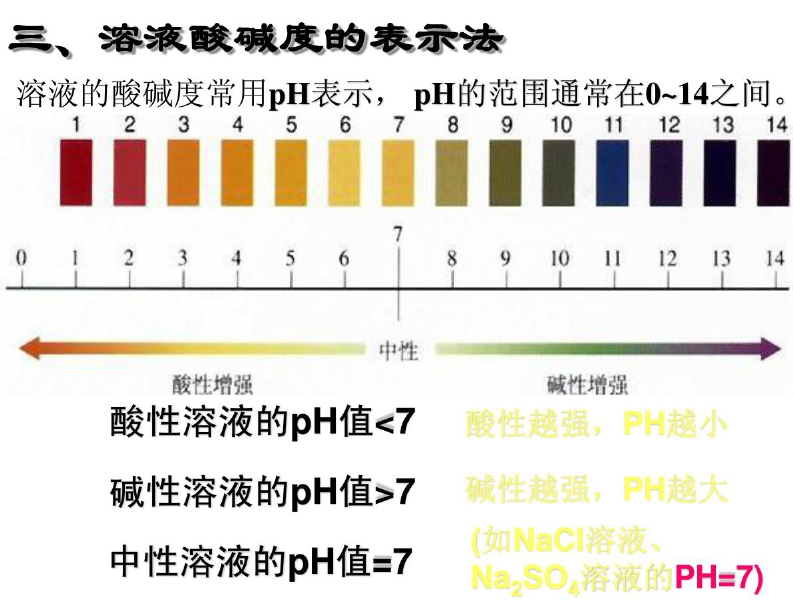 三、溶液酸碱度的表示法
溶液的酸碱度常用pH表示， pH的范围通常在0~14之间。
1 2 3 4 5 6 7 8 9 10 11 12 13 14
7
0 1 2 3 4 5 6 8 9 10 11 12 13 14
中性
酸性增强 碱性增强
酸性溶液的pH值<7 酸性越强，PH越小
碱性溶液的pH值>7 碱性越强，PH越大
中性溶液的pH值=7 (如NaCl溶液、
Na₂SO₄溶液的PH=7)